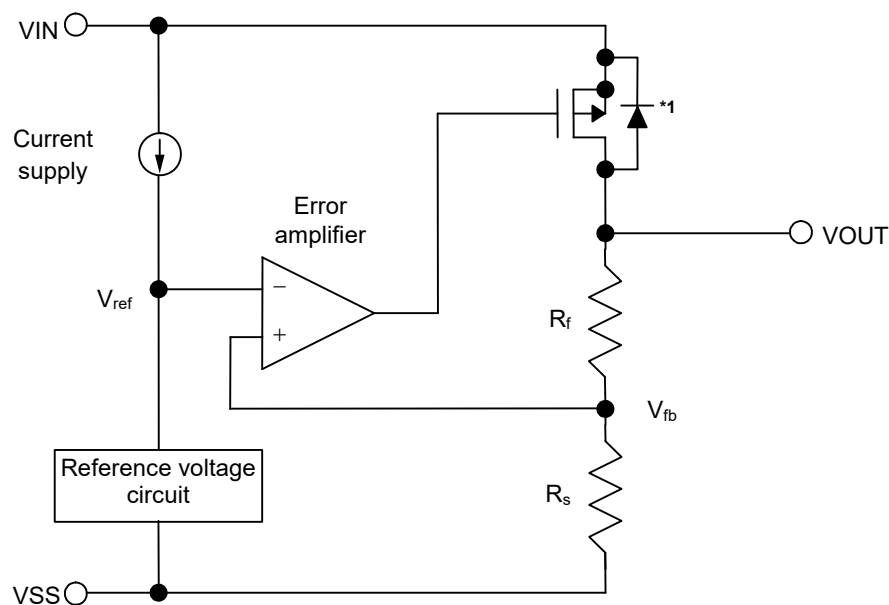 VIN
*1
Current
supply
Error
amplifier
VOUT
Vref
−
+
Rf
Vfb
Reference voltage
circuit
Rs
VSS